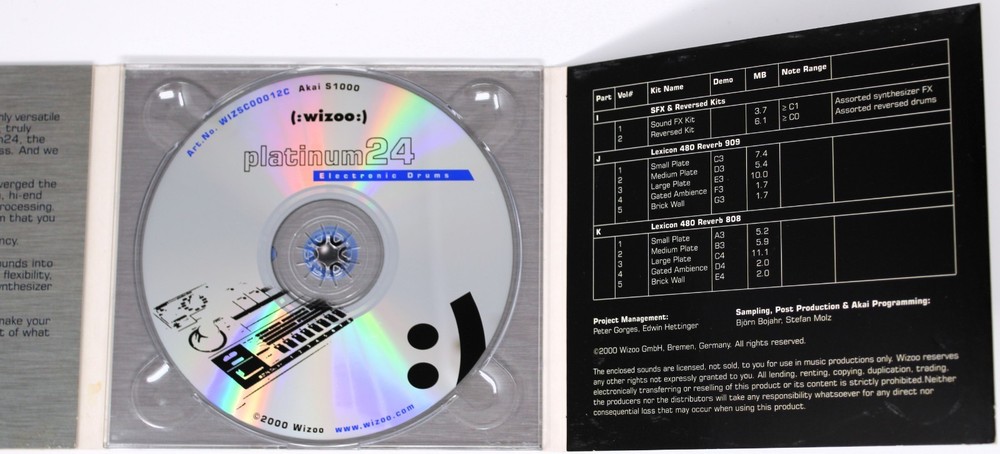 nly versatile
, truly
m24, the
ss. And we
verged the
, hi-end
rocessing.
n that you
ncy.
unds into
flexibility,
nthesizer
make your
t of what
Art.No. WIZSC00012C Akai S1000
(:wizoo:)
platinum24
Electronic Drums
©2000 Wizoo www.wizoo.com
Part Vol# Kit Name Demo MB Note Range
I SFX & Reversed Kits
1 Sound FX Kit 3.7 ≥ C1 Assorted synthesizer FX
2 Reversed Kit 6.1 ≥ C0 Assorted reversed drums
J Lexicon 480 Reverb 909
1 Small Plate C3 7.4
2 Medium Plate D3 5.4
3 Large Plate E3 10.0
4 Gated Ambience F3 1.7
5 Brick Wall G3 1.7
K Lexicon 480 Reverb 808
1 Small Plate A3 5.2
2 Medium Plate B3 5.9
3 Large Plate C4 11.1
4 Gated Ambience D4 2.0
5 Brick Wall E4 2.0
Project Management:
Peter Gorges, Edwin Hettinger
Sampling, Post Production & Akai Programming:
Björn Bojahr, Stefan Molz
©2000 Wizoo GmbH, Bremen, Germany. All rights reserved.
The enclosed sounds are licensed, not sold, to you for use in music productions only. Wizoo reserves
any other rights not expressly granted to you. All lending, renting, copying, duplication, trading,
electronically transferring or reselling of this product or its content is strictly prohibited.Neither
the producers nor the distributors will take any responsibility whatsoever for any direct nor
consequential loss that may occur when using this product.